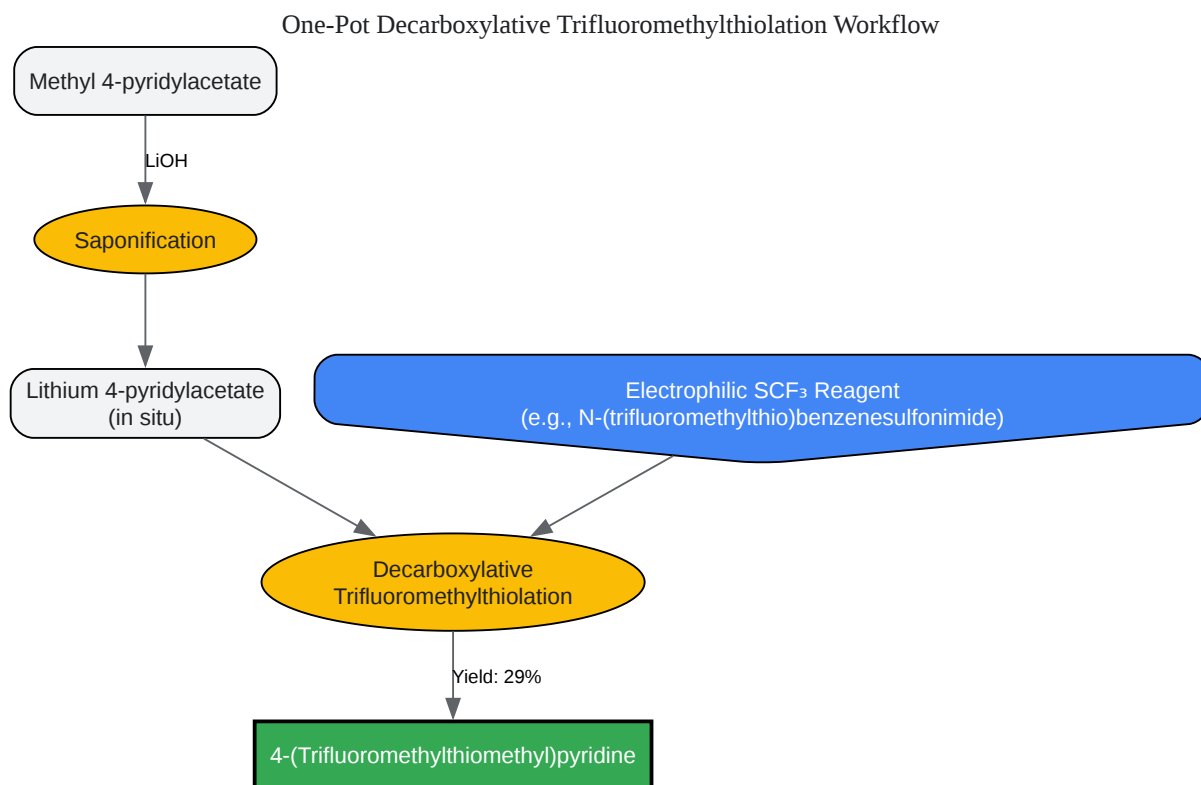 One-Pot Decarboxylative Trifluoromethylthiolation Workflow
Methyl 4-pyridylacetate
LiOH
Saponification
Lithium 4-pyridylacetate
(in situ)
Electrophilic SCF₃ Reagent
(e.g., N-(trifluoromethylthio)benzenesulfonimide)
Decarboxylative
Trifluoromethylthiolation
Yield: 29%
4-(Trifluoromethylthiomethyl)pyridine